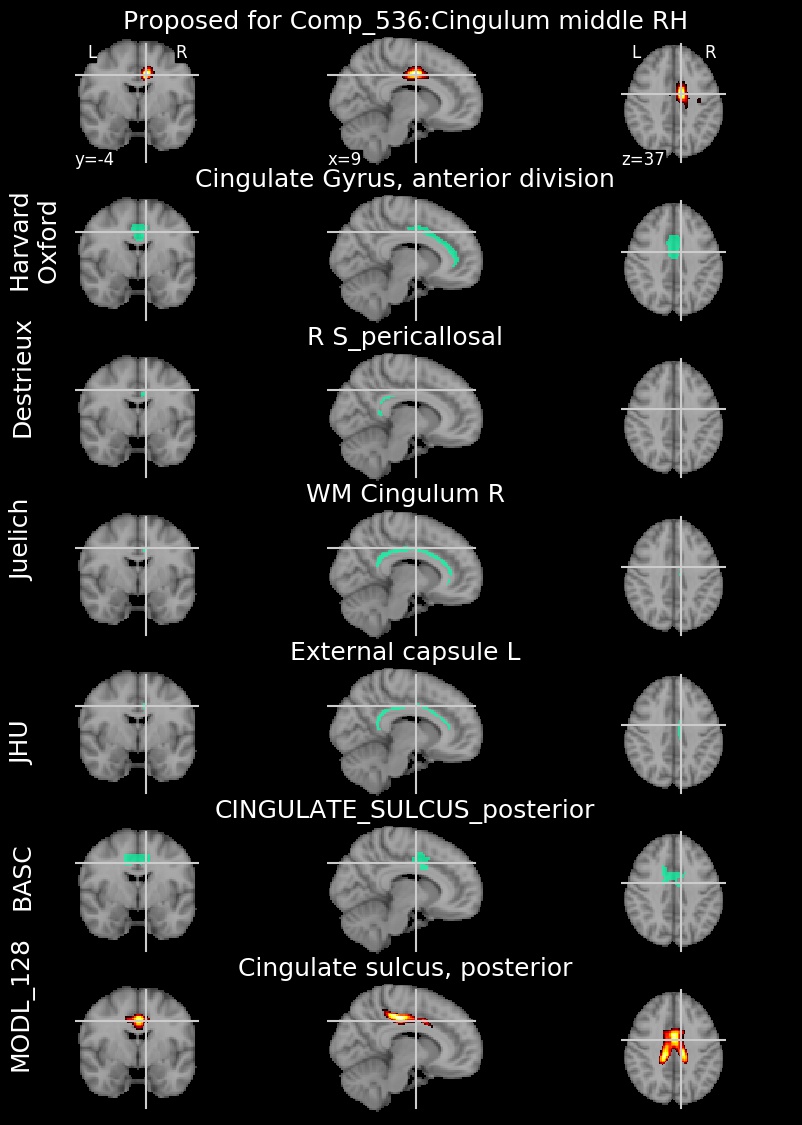 Proposed for Comp_536:Cingulum middle RH
L R
L R
y=-4
x=9
z=37
Cingulate Gyrus, anterior division
Harvard
Oxford
R S_pericallosal
Destrieux
WM Cingulum R
Juelich
External capsule L
JHU
CINGULATE_SULCUS_posterior
BASC
Cingulate sulcus, posterior
MODL_128